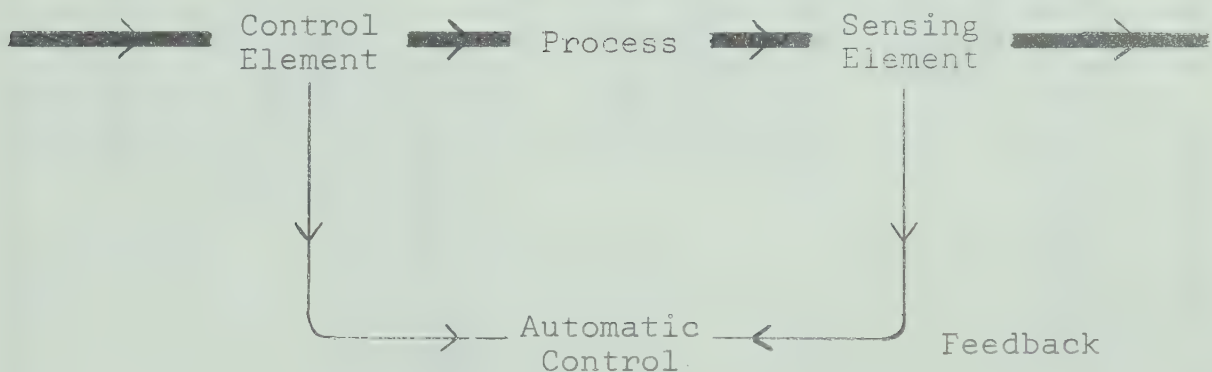 Control
Element
Process
Sensing
Element
Automatic
Control
Feedback